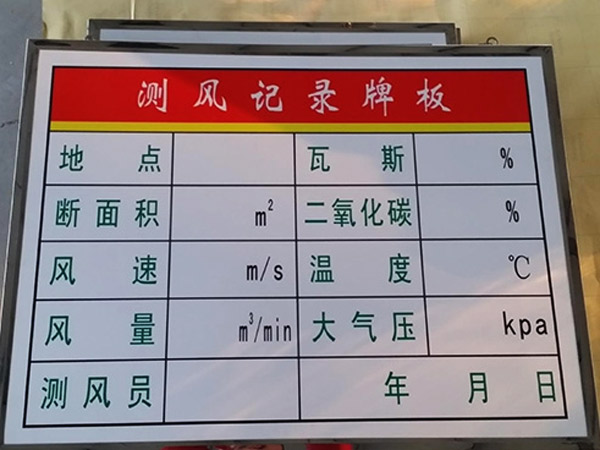 测风记录牌板
地点 瓦斯 %
断面积 m² 二氧化碳 %
风速 m/s 温度 ℃
风量 m³/min 大气压 kpa
测风员 年 月 日